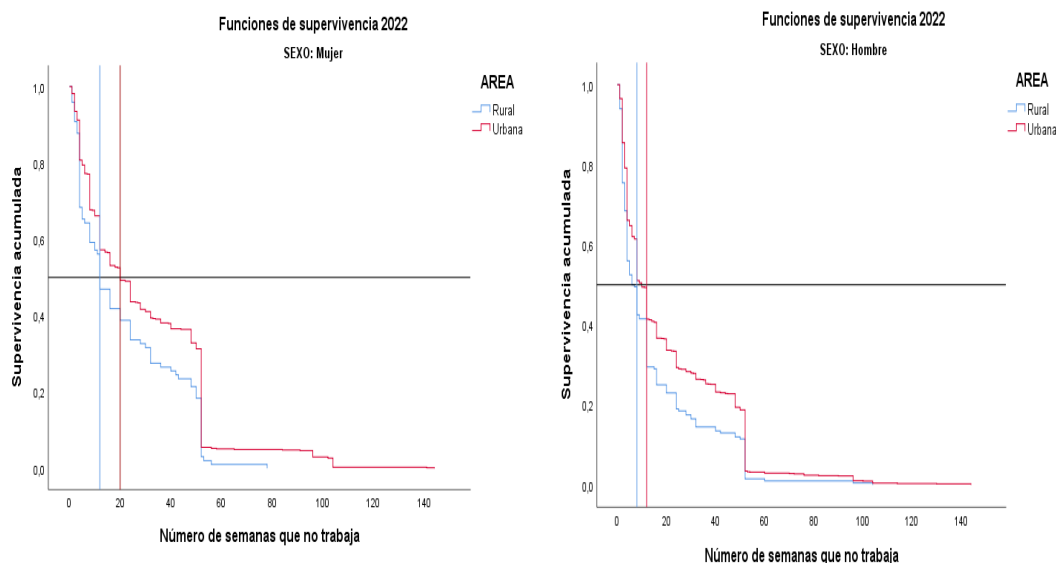 Funciones de supervivencia 2022
SEXO: Mujer
AREA
Rural
Urbana
Supervivencia acumulada
1,0
0,8
0,6
0,4
0,2
0,0
0 20 40 60 80 100 120 140
Número de semanas que no trabaja
Funciones de supervivencia 2022
SEXO: Hombre
AREA
Rural
Urbana
Supervivencia acumulada
1,0
0,8
0,6
0,4
0,2
0,0
0 20 40 60 80 100 120 140
Número de semanas que no trabaja